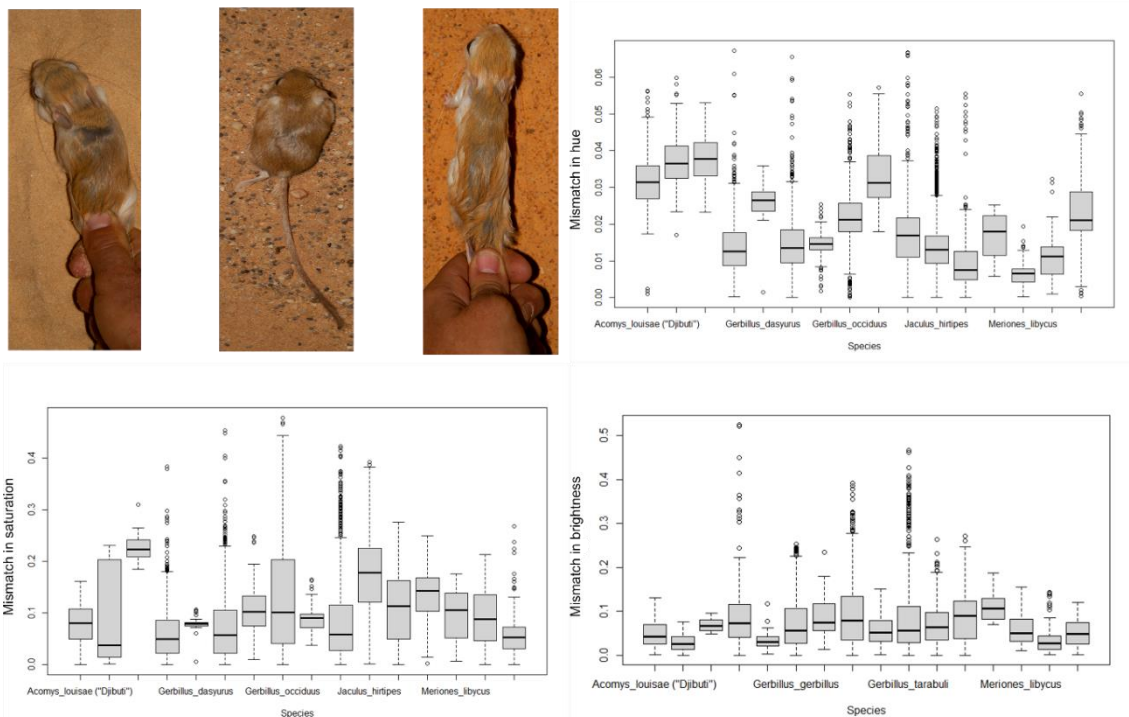 Mismatch in hue
0.06
0.05
0.04
0.03
0.02
0.01
0.00
Acomys_louisae ("Djibuti") Gerbillus_dasyurus Gerbillus_occiduus Jaculus_hirtipes Meriones_libycus
Species
Mismatch in saturation
0.4
0.3
0.2
0.1
0.0
Acomys_louisae ("Djibuti") Gerbillus_dasyurus Gerbillus_occiduus Jaculus_hirtipes Meriones_libycus
Species
Mismatch in brightness
0.5
0.4
0.3
0.2
0.1
0.0
Acomys_louisae ("Djibuti") Gerbillus_gerbillus Gerbillus_tarabuli Meriones_libycus
Species